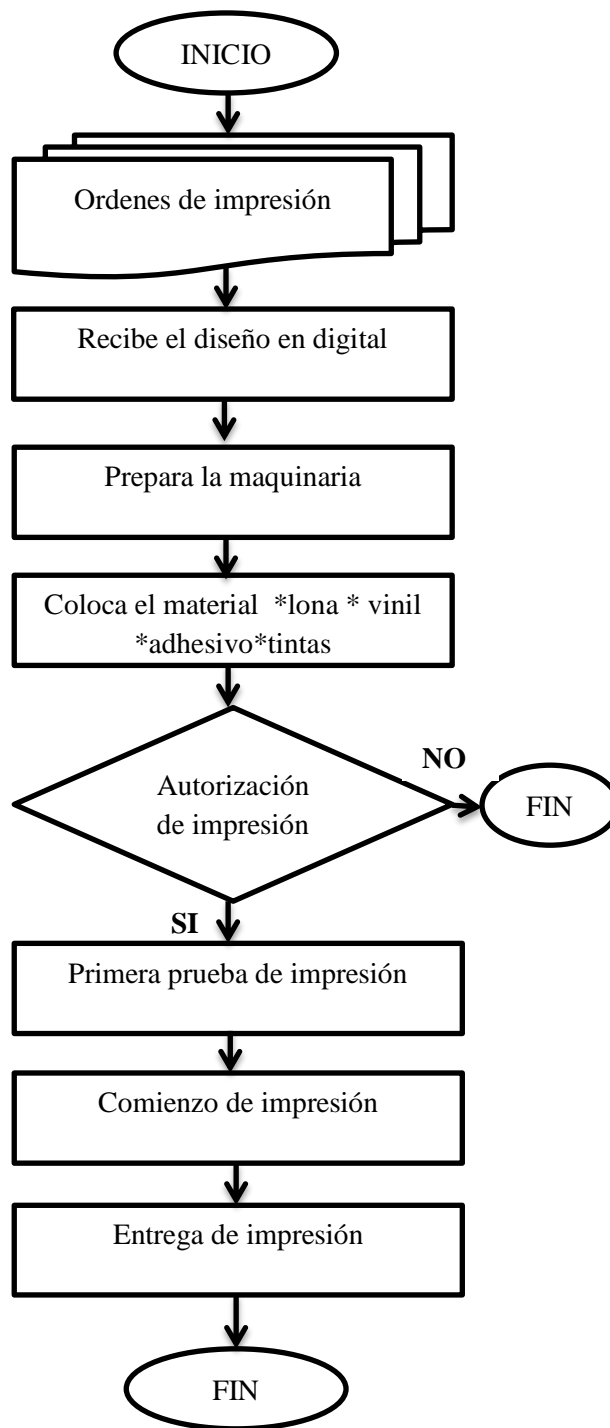 INICIO
Ordenes de impresión
Recibe el diseño en digital
Prepara la maquinaria
Coloca el material *lona * vinil
*adhesivo*tintas
Autorización
de impresión
NO
FIN
SI
Primera prueba de impresión
Comienzo de impresión
Entrega de impresión
FIN